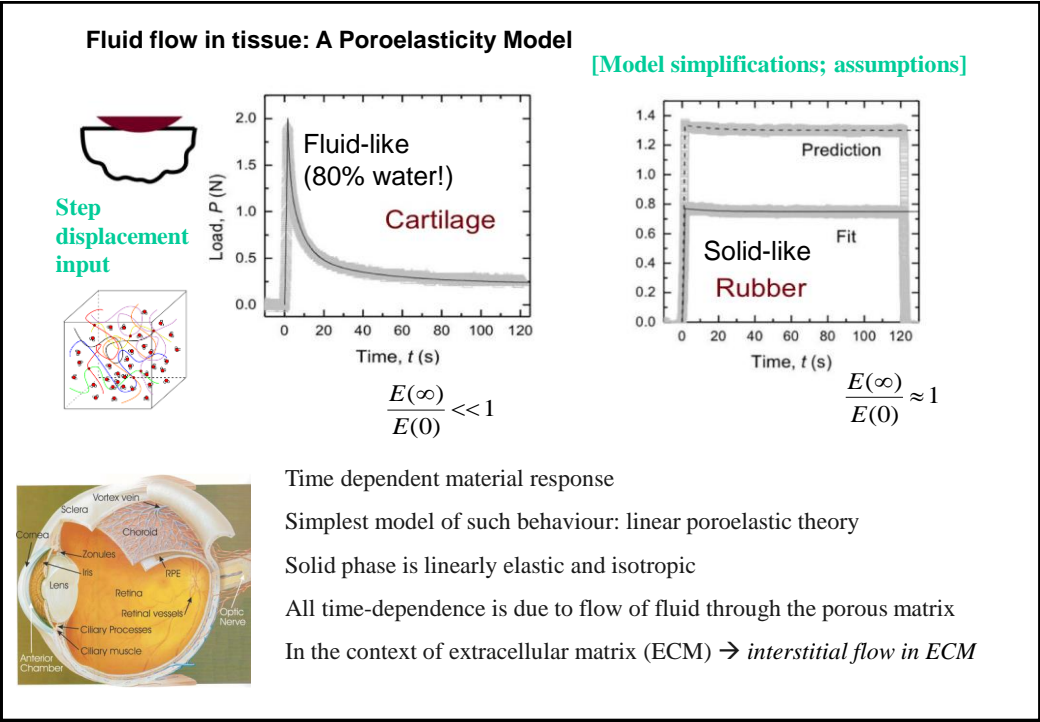 Fluid flow in tissue: A Poroelasticity Model
[Model simplifications; assumptions]
Step
displacement
input
Load, P (N)
2.0
1.5
1.0
0.5
0.0
Fluid-like
(80% water!)
Cartilage
0 20 40 60 80 100 120
Time, t (s)
E(∞)/E(0) << 1
1.4
1.2
1.0
0.8
0.6
0.4
0.2
0.0
Prediction
Fit
Solid-like
Rubber
0 20 40 60 80 100 120
Time, t (s)
E(∞)/E(0) ≈ 1
Vortex vein
Sclera
Choroid
Cornea
Zonules
Iris
RPE
Lens
Retina
Retinal vessels
Optic
Nerve
Ciliary Processes
Ciliary muscle
Anterior
Chamber
Time dependent material response
Simplest model of such behaviour: linear poroelastic theory
Solid phase is linearly elastic and isotropic
All time-dependence is due to flow of fluid through the porous matrix
In the context of extracellular matrix (ECM) → interstitial flow in ECM